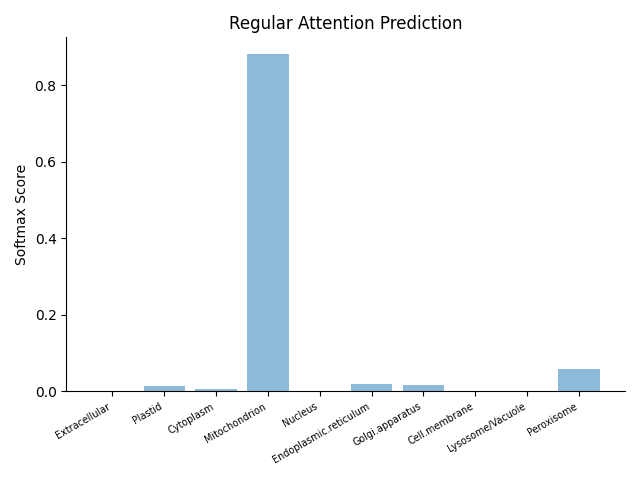 Regular Attention Prediction
Softmax Score
0.8
0.6
0.4
0.2
0.0
Extracellular
Plastid
Cytoplasm
Mitochondrion
Nucleus
Endoplasmic.reticulum
Golgi.apparatus
Cell.membrane
Lysosome/Vacuole
Peroxisome